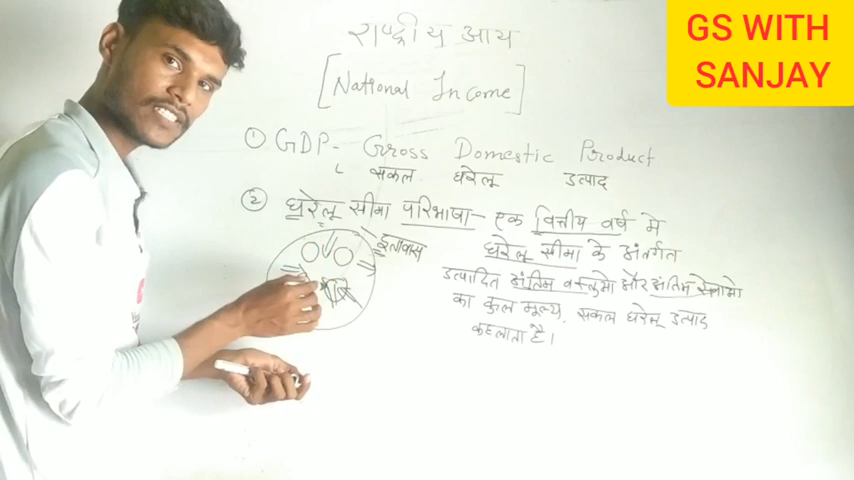 GS WITH
SANJAY
राष्ट्रीय आय
[National Income]
① GDP - Gross Domestic Product
सकल घरेलू उत्पाद
② घरेलू सीमा परिभाषा - एक वित्तीय वर्ष मे
घरेलू सीमा के अंतर्गत
उत्पादित अंतिम वस्तुओ और अंतिम सेवाओ
का कुल मूल्य, सकल घरेलू उत्पाद
कहलाता है।